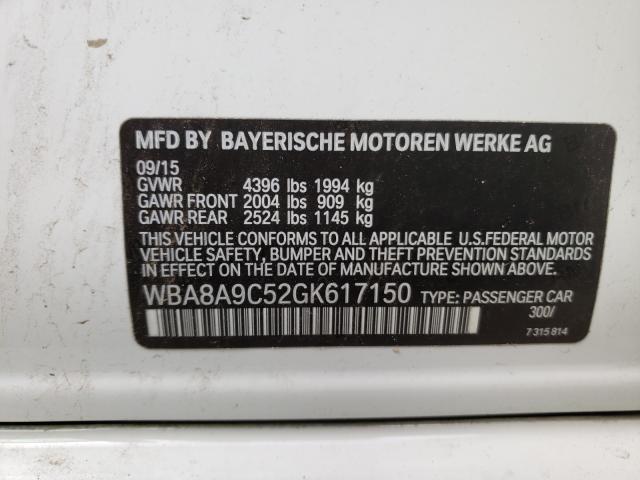 MFD BY BAYERISCHE MOTOREN WERKE AG
09/15
GVWR 4396 lbs 1994 kg
GAWR FRONT 2004 lbs 909 kg
GAWR REAR 2524 lbs 1145 kg
THIS VEHICLE CONFORMS TO ALL APPLICABLE U.S.FEDERAL MOTOR
VEHICLE SAFETY, BUMPER AND THEFT PREVENTION STANDARDS
IN EFFECT ON THE DATE OF MANUFACTURE SHOWN ABOVE.
WBA8A9C52GK617150 TYPE: PASSENGER CAR
300/
7 315 814